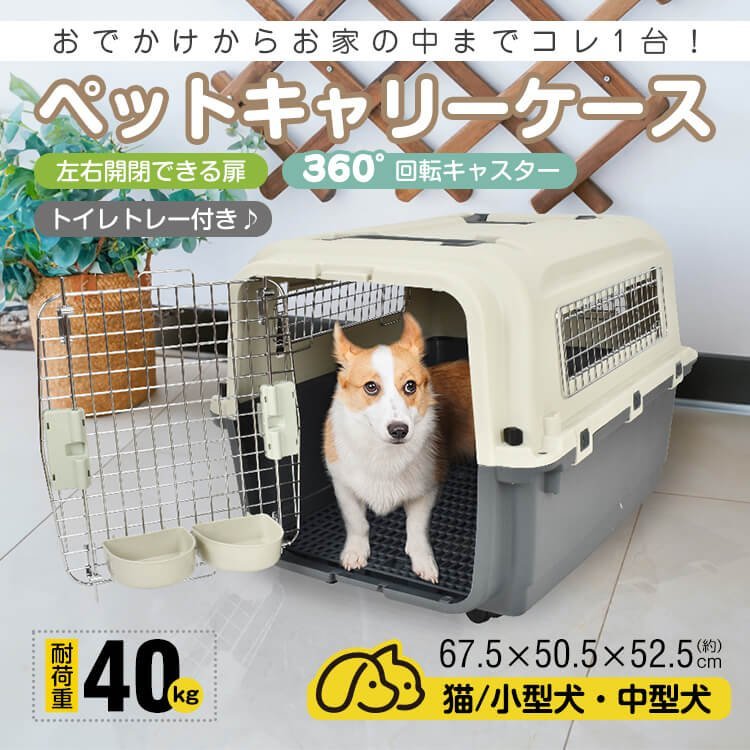 おでかけからお家の中までコレ1台！
ペットキャリーケース
左右開閉できる扉
360°回転キャスター
トイレトレー付き♪
耐荷重
40kg
67.5×50.5×52.5(約)cm
猫/小型犬・中型犬